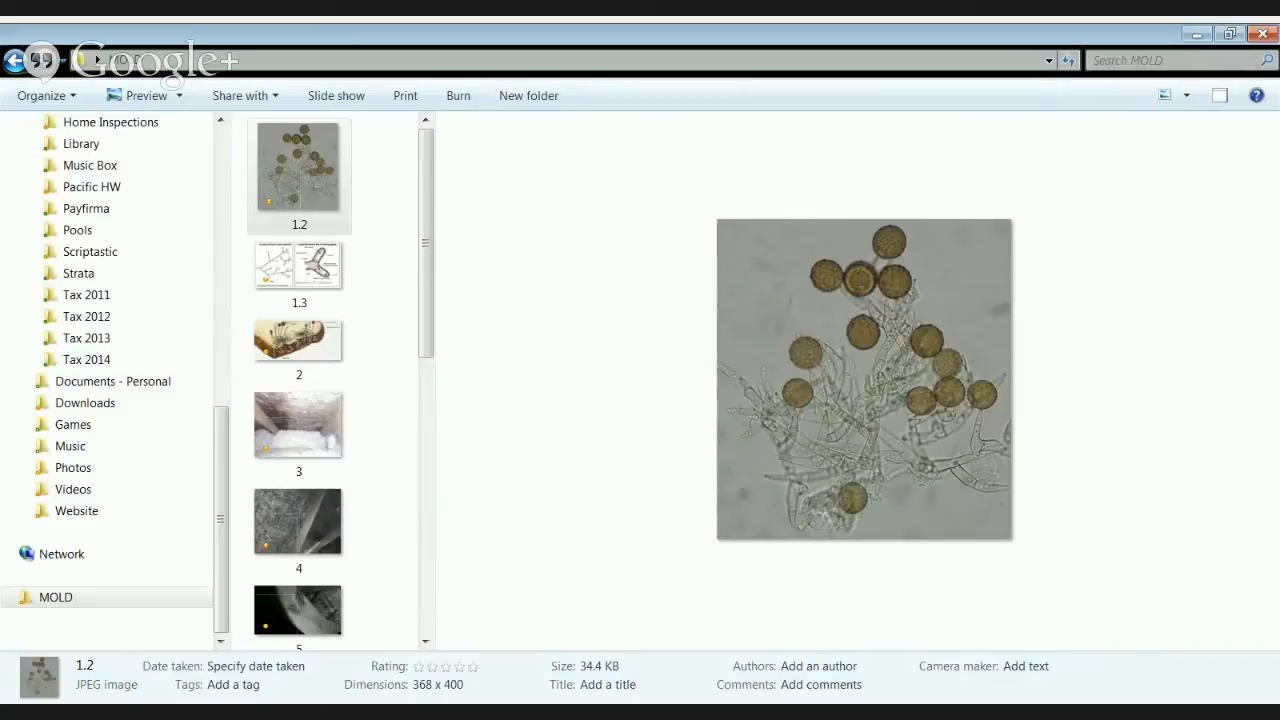 Google+
MOLD
Search MOLD
Organize
Preview
Share with
Slide show
Print
Burn
New folder
Home Inspections
Library
Music Box
Pacific HW
Payfirma
Pools
Scriptastic
Strata
Tax 2011
Tax 2012
Tax 2013
Tax 2014
Documents - Personal
Downloads
Games
Music
Photos
Videos
Website
Network
MOLD
1.2
1.3
2
3
4
5
1.2
JPEG image
Date taken: Specify date taken
Tags: Add a tag
Rating:
Dimensions: 368 x 400
Size: 34.4 KB
Title: Add a title
Authors: Add an author
Comments: Add comments
Camera maker: Add text